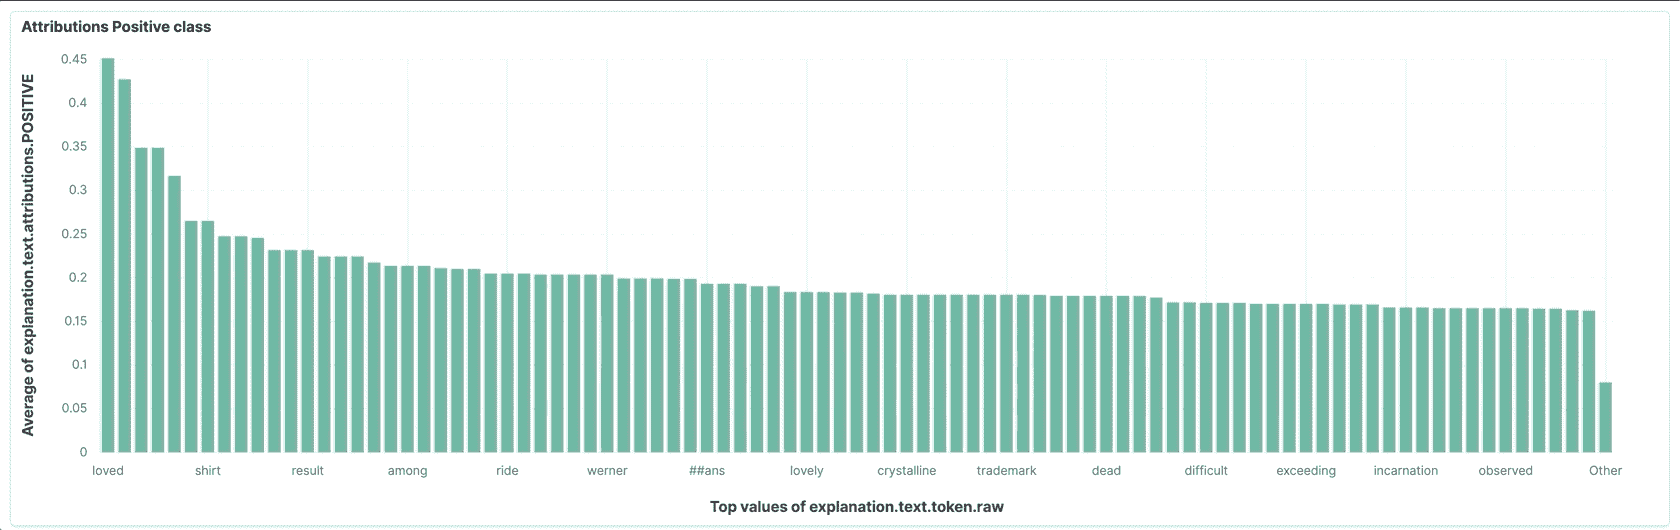 Attributions Positive class
Average of explanation.text.attributions.POSITIVE
0.45
0.4
0.35
0.3
0.25
0.2
0.15
0.1
0.05
0
loved shirt result among ride werner ##ans lovely crystalline trademark dead difficult exceeding incarnation observed Other
Top values of explanation.text.token.raw